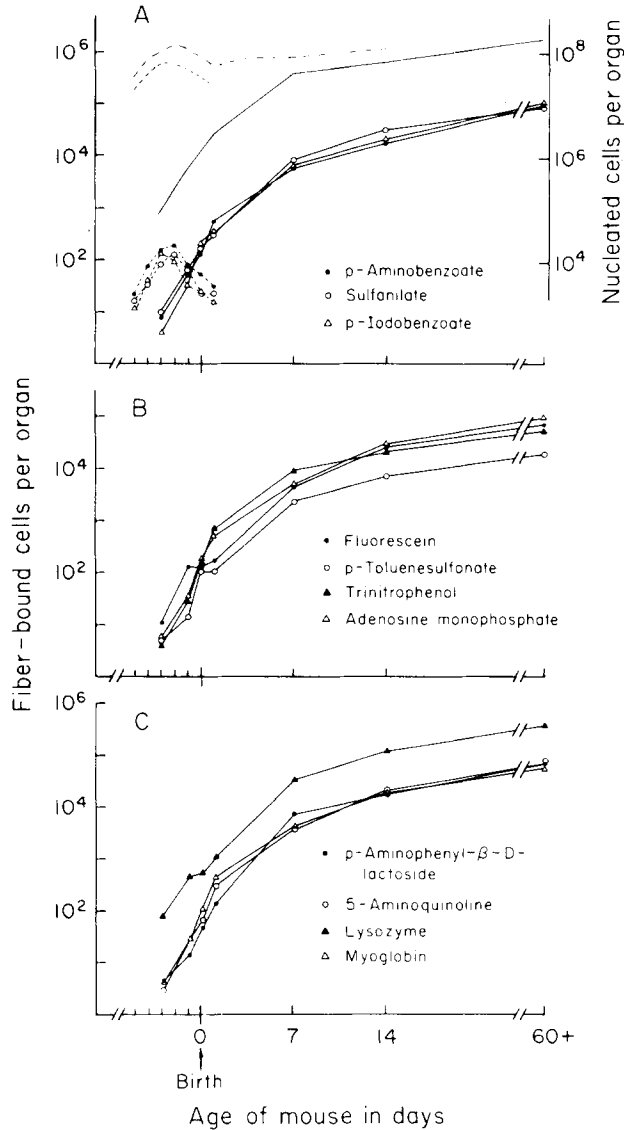 A
10⁶
10⁴
10²
10⁸
10⁶
10⁴
Nucleated cells per organ
p-Aminobenzoate
Sulfanilate
p-Iodobenzoate
Fiber-bound cells per organ
B
10⁴
10²
Fluorescein
p-Toluenesulfonate
Trinitrophenol
Adenosine monophosphate
C
10⁶
10⁴
10²
p-Aminophenyl-β-D-
lactoside
5-Aminoquinoline
Lysozyme
Myoglobin
0
7
14
60+
Birth
Age of mouse in days